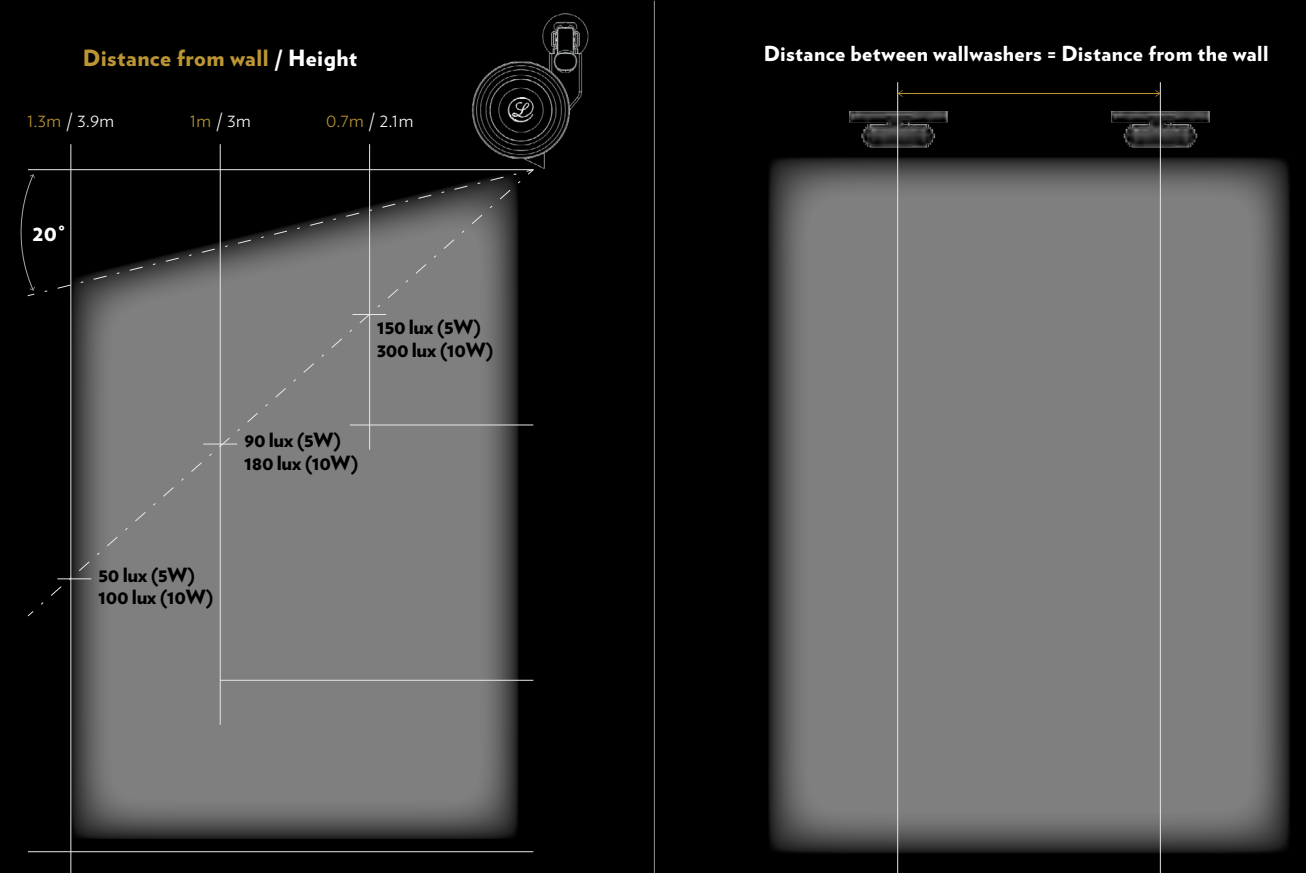 Distance from wall / Height
1.3m / 3.9m
1m / 3m
0.7m / 2.1m
L
20°
150 lux (5W)
300 lux (10W)
90 lux (5W)
180 lux (10W)
50 lux (5W)
100 lux (10W)
Distance between wallwashers = Distance from the wall